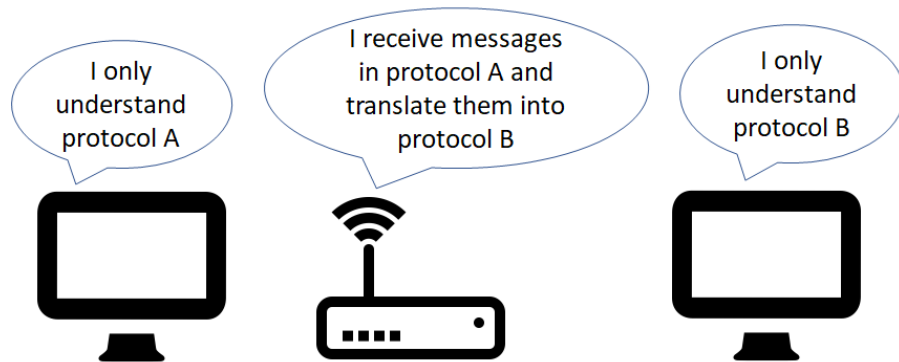 I only
understand
protocol A
I receive messages
in protocol A and
translate them into
protocol B
I only
understand
protocol B